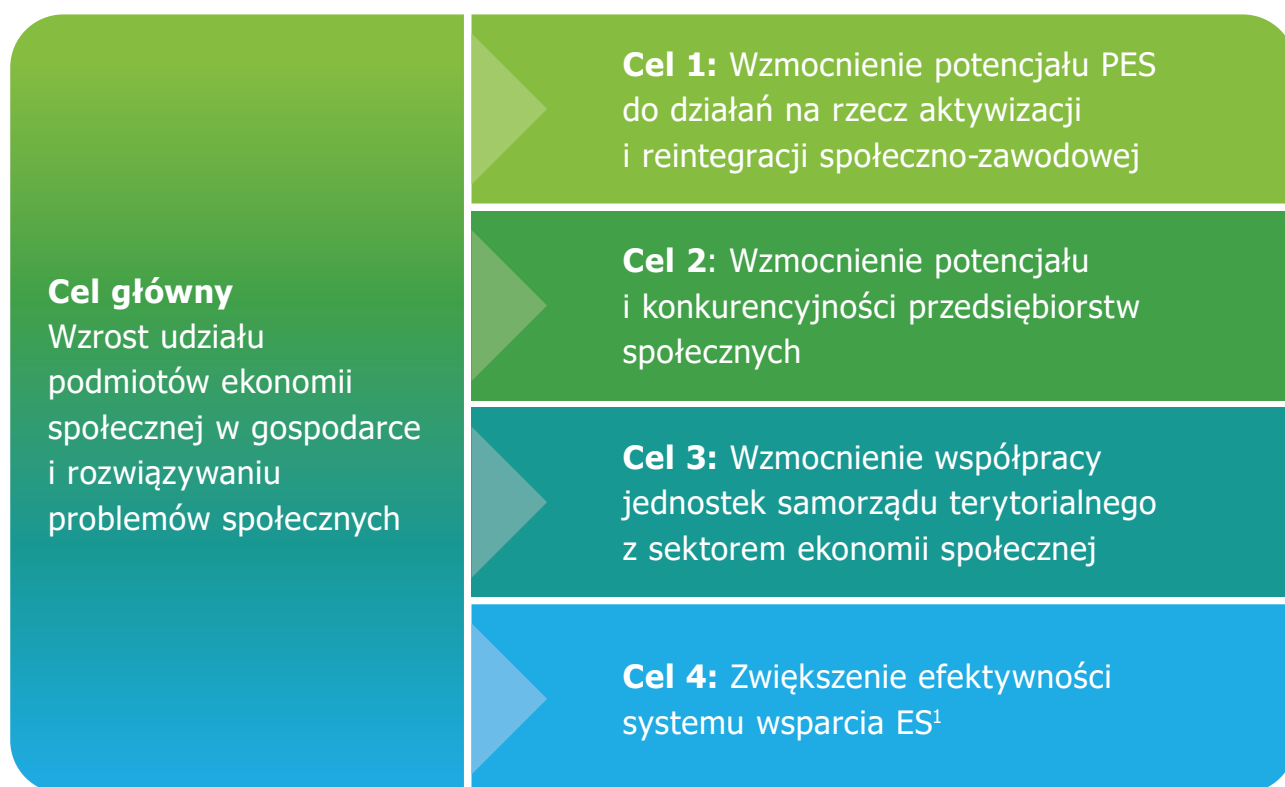 Cel główny
Wzrost udziału
podmiotów ekonomii
społecznej w gospodarce
i rozwiązywaniu
problemów społecznych
Cel 1: Wzmocnienie potencjału PES
do działań na rzecz aktywizacji
i reintegracji społeczno-zawodowej
Cel 2: Wzmocnienie potencjału
i konkurencyjności przedsiębiorstw
społecznych
Cel 3: Wzmocnienie współpracy
jednostek samorządu terytorialnego
z sektorem ekonomii społecznej
Cel 4: Zwiększenie efektywności
systemu wsparcia ES¹